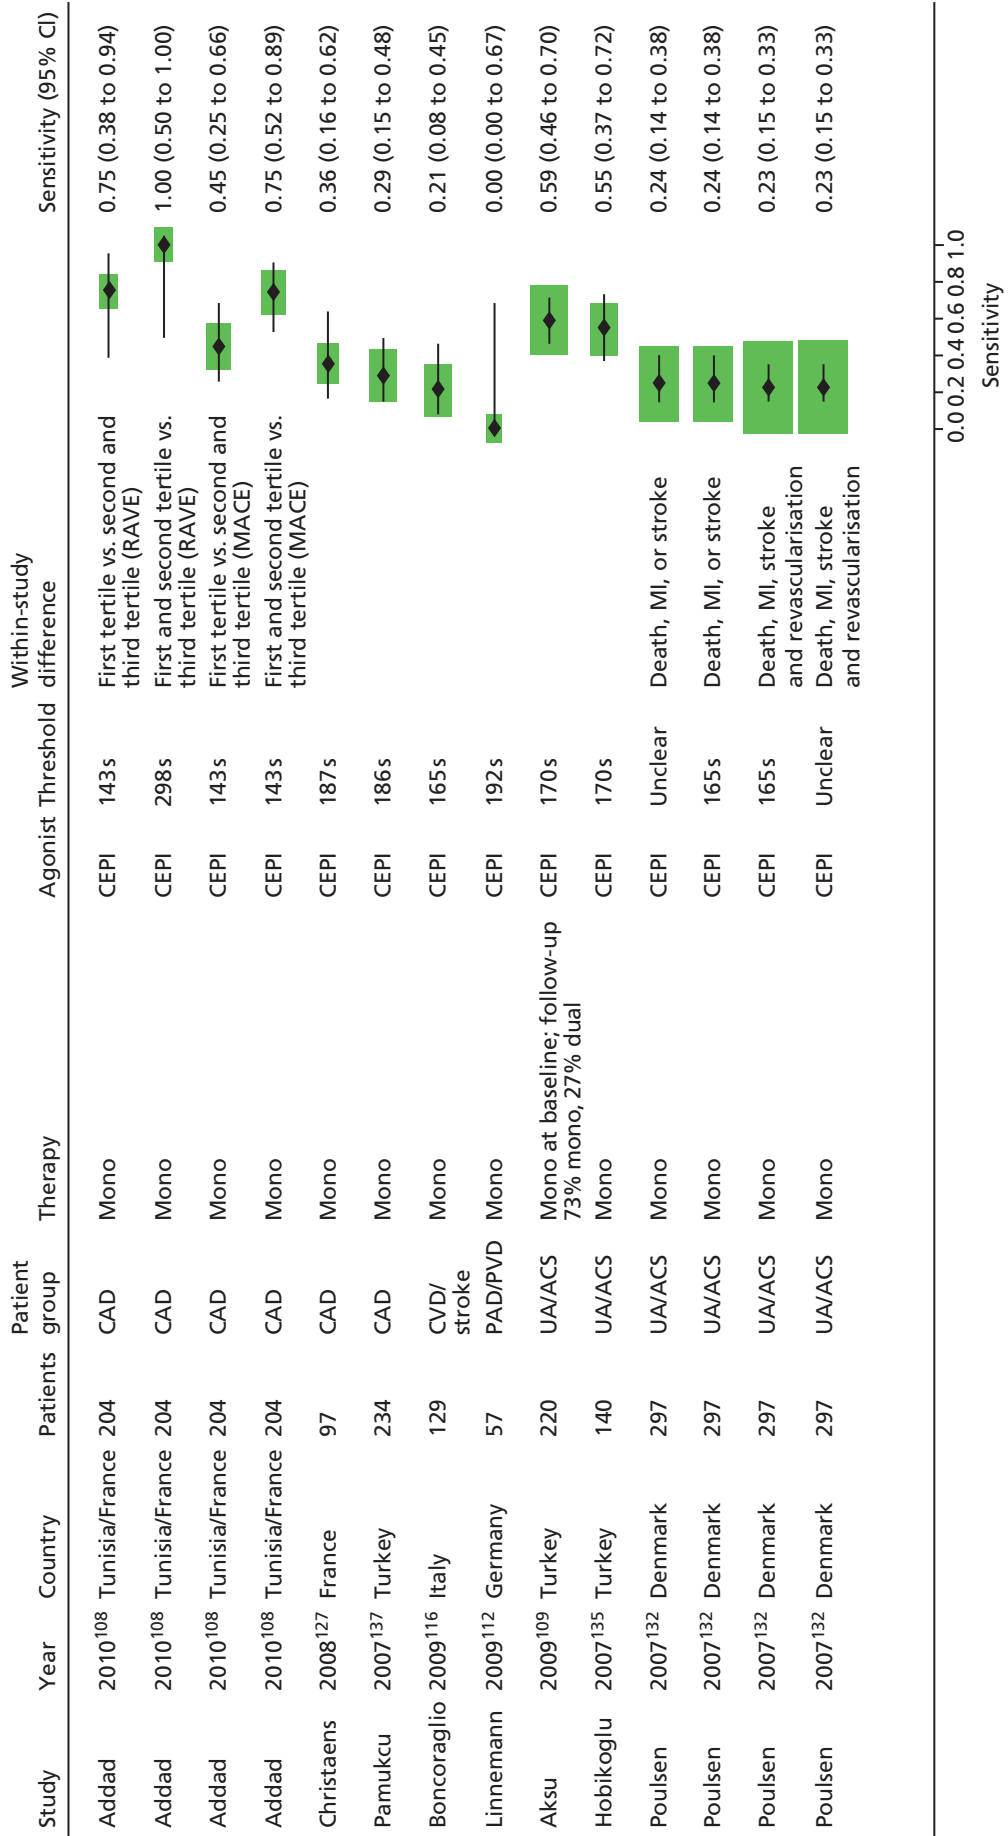 Study Year Country Patients Patient group Therapy Agonist Threshold Within-study difference Sensitivity (95% CI)
Addad 2010108 Tunisia/France 204 CAD Mono CEPI 143s First tertile vs. second and third tertile (RAVE) 0.75 (0.38 to 0.94)
Addad 2010108 Tunisia/France 204 CAD Mono CEPI 298s First and second tertile vs. third tertile (RAVE) 1.00 (0.50 to 1.00)
Addad 2010108 Tunisia/France 204 CAD Mono CEPI 143s First tertile vs. second and third tertile (MACE) 0.45 (0.25 to 0.66)
Addad 2010108 Tunisia/France 204 CAD Mono CEPI 143s First and second tertile vs. third tertile (MACE) 0.75 (0.52 to 0.89)
Christaens 2008127 France 97 CAD Mono CEPI 187s 0.36 (0.16 to 0.62)
Pamukcu 2007137 Turkey 234 CAD Mono CEPI 186s 0.29 (0.15 to 0.48)
Boncoraglio 2009116 Italy 129 CVD/ stroke Mono CEPI 165s 0.21 (0.08 to 0.45)
Linnemann 2009112 Germany 57 PAD/PVD Mono CEPI 192s 0.00 (0.00 to 0.67)
Aksu 2009109 Turkey 220 UA/ACS Mono at baseline; follow-up 73% mono, 27% dual CEPI 170s 0.59 (0.46 to 0.70)
Hobikoglu 2007135 Turkey 140 UA/ACS Mono CEPI 170s 0.55 (0.37 to 0.72)
Poulsen 2007132 Denmark 297 UA/ACS Mono CEPI Unclear Death, MI, or stroke 0.24 (0.14 to 0.38)
Poulsen 2007132 Denmark 297 UA/ACS Mono CEPI 165s Death, MI, or stroke 0.24 (0.14 to 0.38)
Poulsen 2007132 Denmark 297 UA/ACS Mono CEPI 165s Death, MI, stroke and revascularisation 0.23 (0.15 to 0.33)
Poulsen 2007132 Denmark 297 UA/ACS Mono CEPI Unclear Death, MI, stroke and revascularisation 0.23 (0.15 to 0.33)
0.0 0.2 0.4 0.6 0.8 1.0
Sensitivity